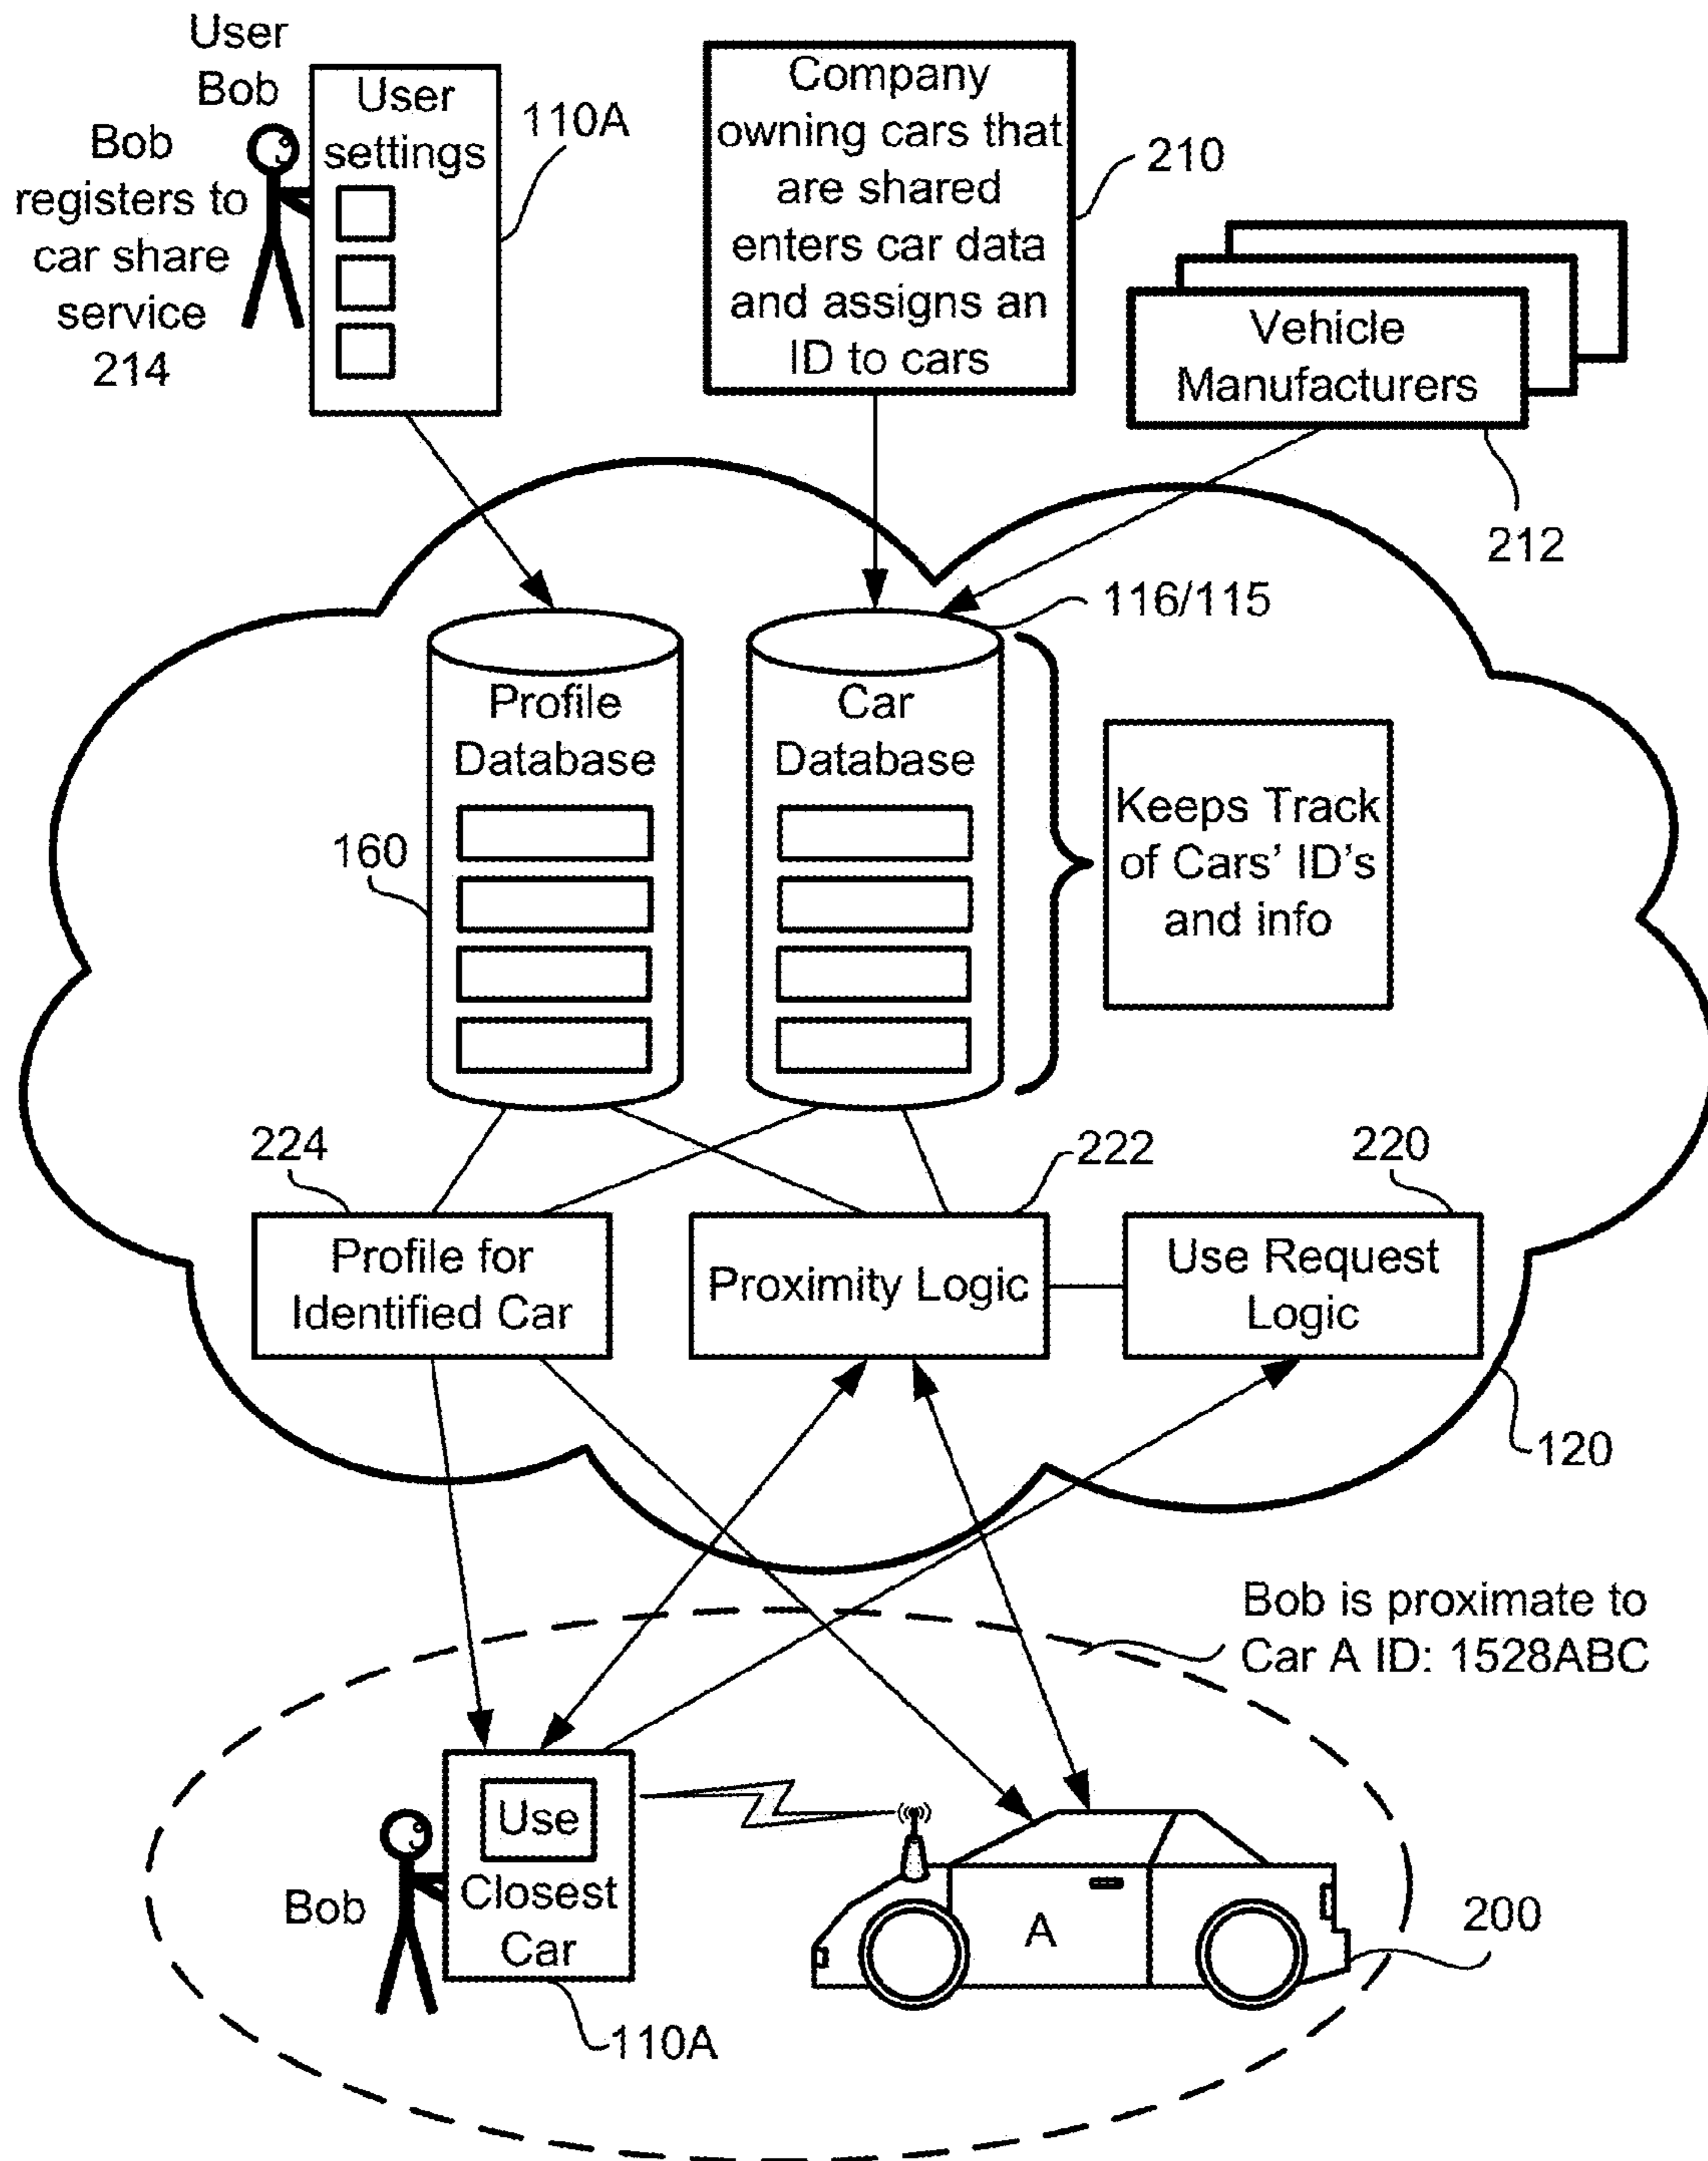 User
Bob
Bob
registers to
car share
service
214
User
settings
110A
Company
owning cars that
are shared
enters car data
and assigns an
ID to cars
210
Vehicle
Manufacturers
212
116/115
Profile
Database
Car
Database
Keeps Track
of Cars' ID's
and info
160
224
222
220
Profile for
Identified Car
Proximity Logic
Use Request
Logic
120
Bob is proximate to
Car A ID: 1528ABC
Use
Closest
Car
Bob
A
200
110A